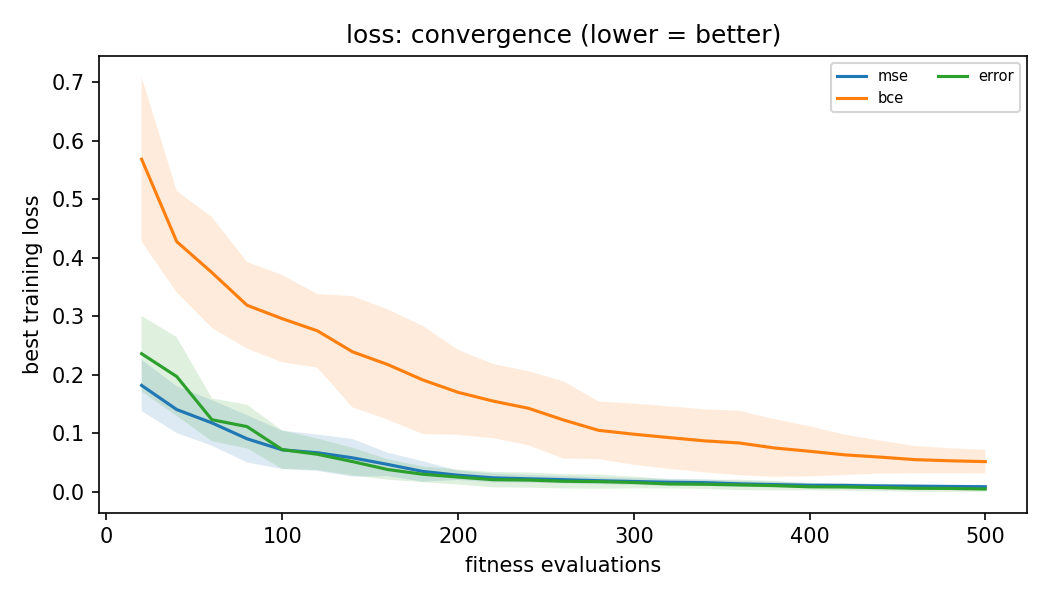 loss: convergence (lower = better)
mse
bce
error
best training loss
0.7
0.6
0.5
0.4
0.3
0.2
0.1
0.0
0 100 200 300 400 500
fitness evaluations